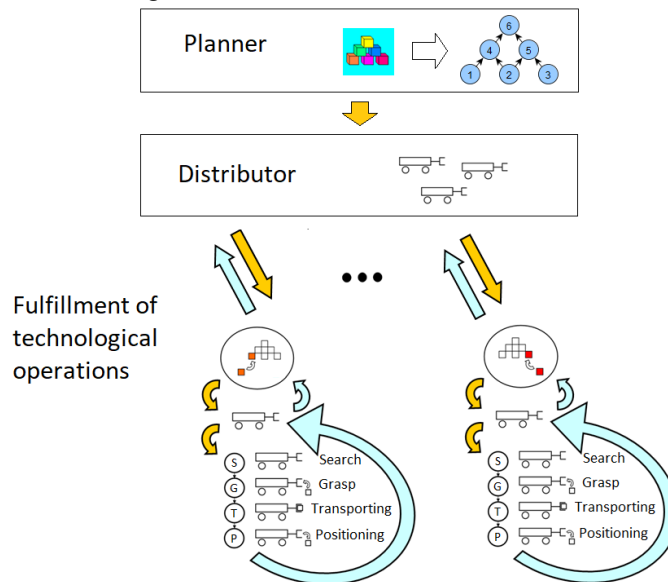 Planner
6
4 5
1 2 3
Distributor
Fulfillment of
technological
operations
S Search
G Grasp
T Transporting
P Positioning
S Search
G Grasp
T Transporting
P Positioning